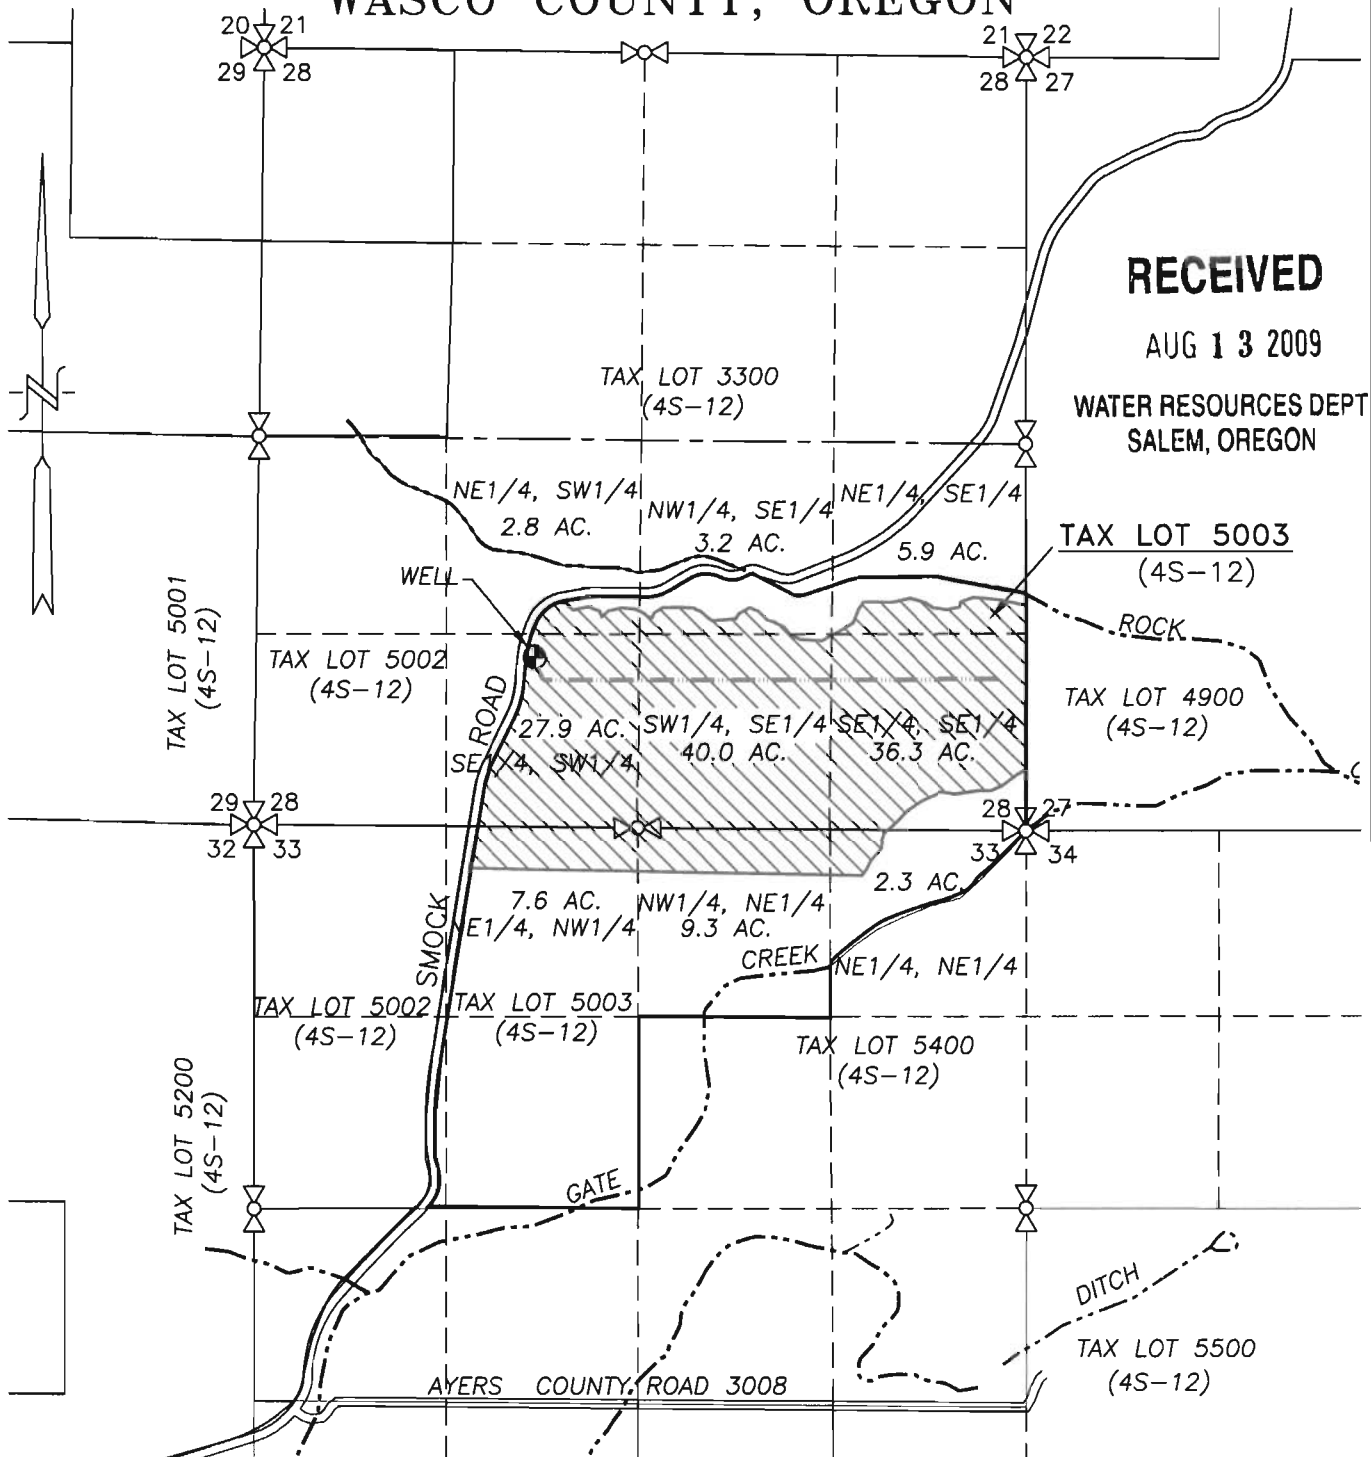 WASCO COUNTY, OREGON
20 21
29 28
21 22
28 27
RECEIVED
AUG 13 2009
WATER RESOURCES DEPT
SALEM, OREGON
N
TAX LOT 3300
(4S-12)
NE1/4, SW1/4
2.8 AC.
NW1/4, SE1/4
3.2 AC.
NE1/4, SE1/4
5.9 AC.
TAX LOT 5003
(4S-12)
WELL
TAX LOT 5001
(4S-12)
TAX LOT 5002
(4S-12)
ROCK
TAX LOT 4900
(4S-12)
ROAD
27.9 AC.
SE1/4, SW1/4
SW1/4, SE1/4
40.0 AC.
SE1/4, SE1/4
36.3 AC.
29 28
32 33
28 27
33 34
2.3 AC.
7.6 AC.
NE1/4, NW1/4
NW1/4, NE1/4
9.3 AC.
SMOCK
CREEK
NE1/4, NE1/4
TAX LOT 5002
(4S-12)
TAX LOT 5003
(4S-12)
TAX LOT 5400
(4S-12)
TAX LOT 5200
(4S-12)
GATE
DITCH
TAX LOT 5500
(4S-12)
AYERS COUNTY ROAD 3008